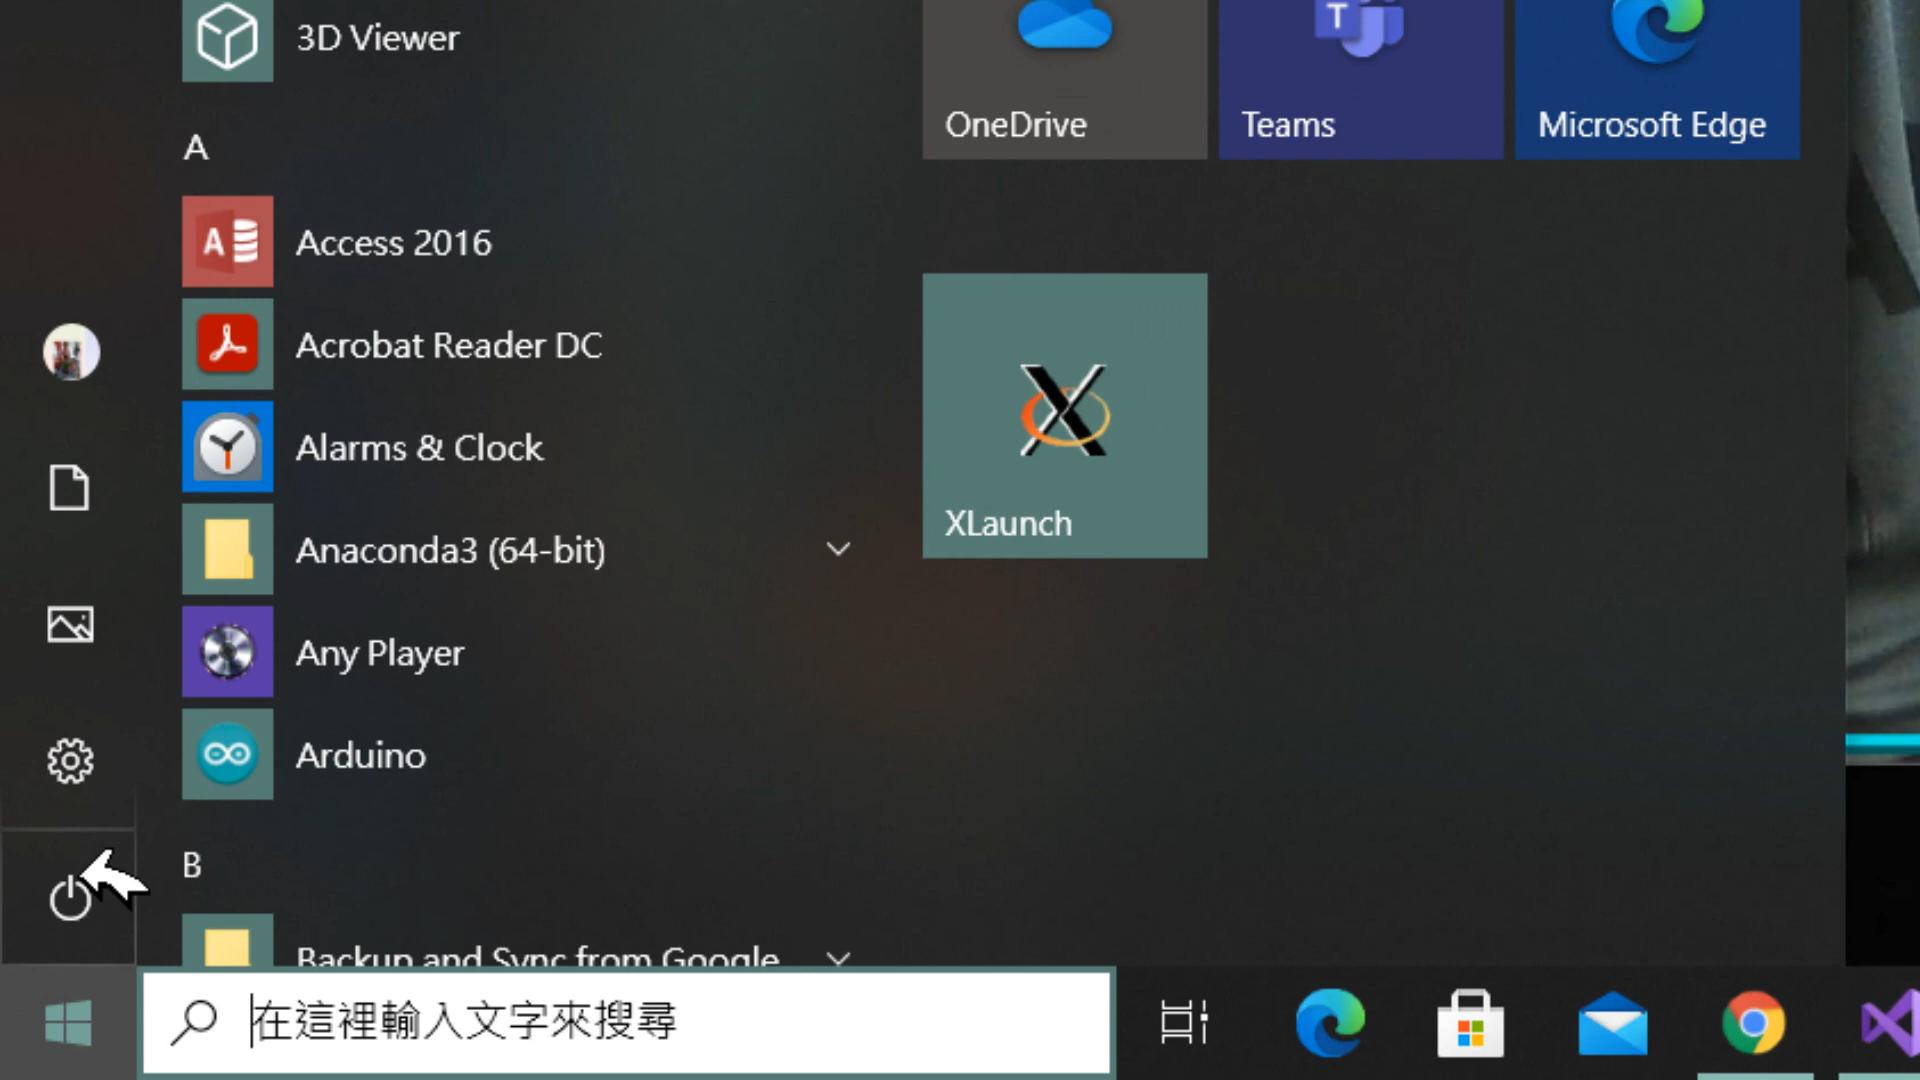 3D Viewer
A
Access 2016
Acrobat Reader DC
Alarms & Clock
Anaconda3 (64-bit)
Any Player
Arduino
B
Backup and Sync from Google
OneDrive
Teams
Microsoft Edge
XLaunch
在這裡輸入文字來搜尋